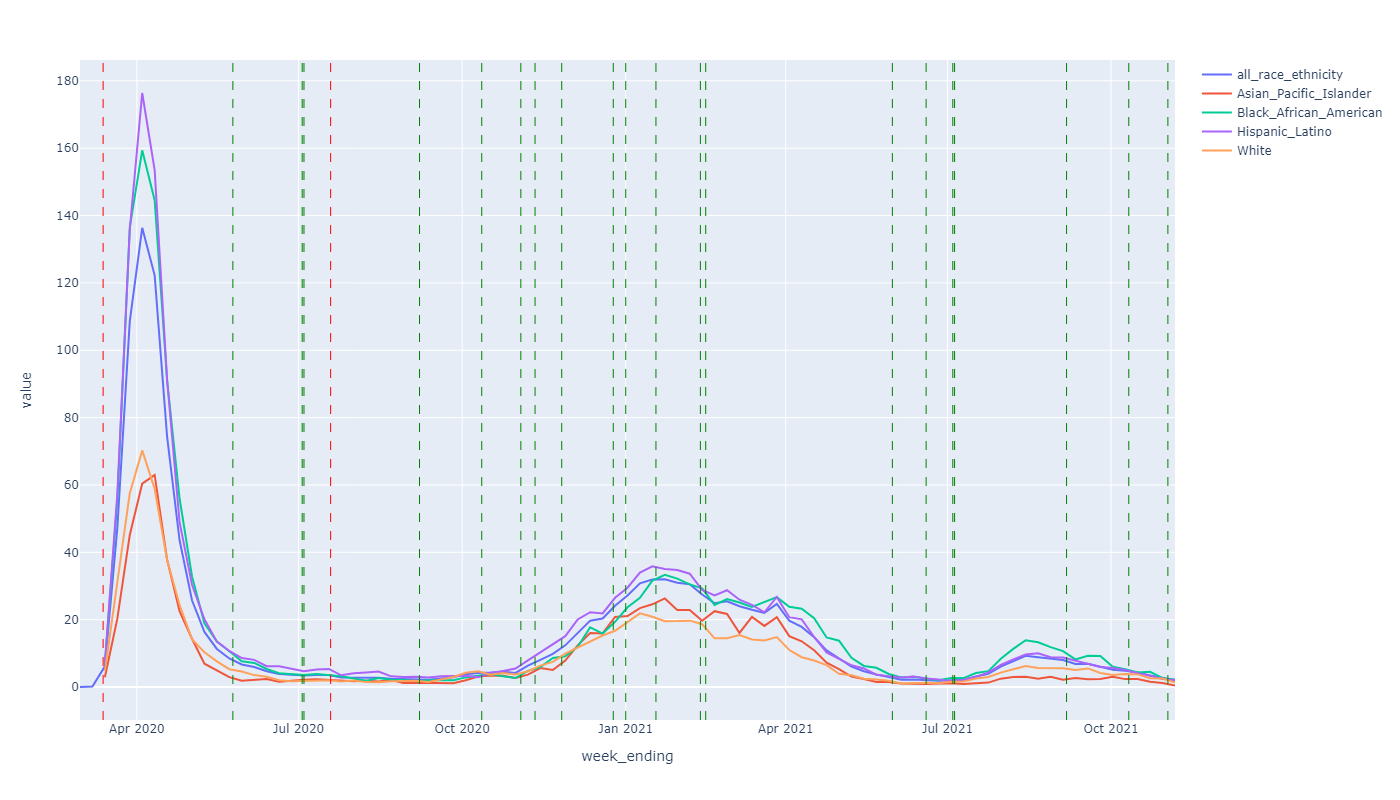 all_race_ethnicity
Asian_Pacific_Islander
Black_African_American
Hispanic_Latino
White
180
160
140
120
100
80
60
40
20
0
value
Apr 2020 Jul 2020 Oct 2020 Jan 2021 Apr 2021 Jul 2021 Oct 2021
week_ending